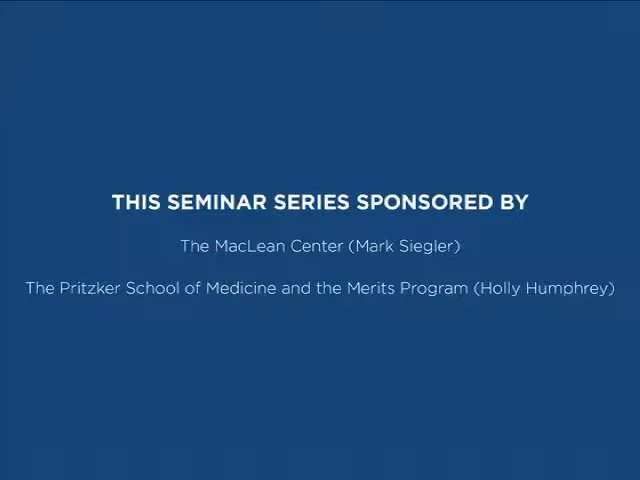 THIS SEMINAR SERIES SPONSORED BY
The MacLean Center (Mark Siegler)
The Pritzker School of Medicine and the Merits Program (Holly Humphrey)